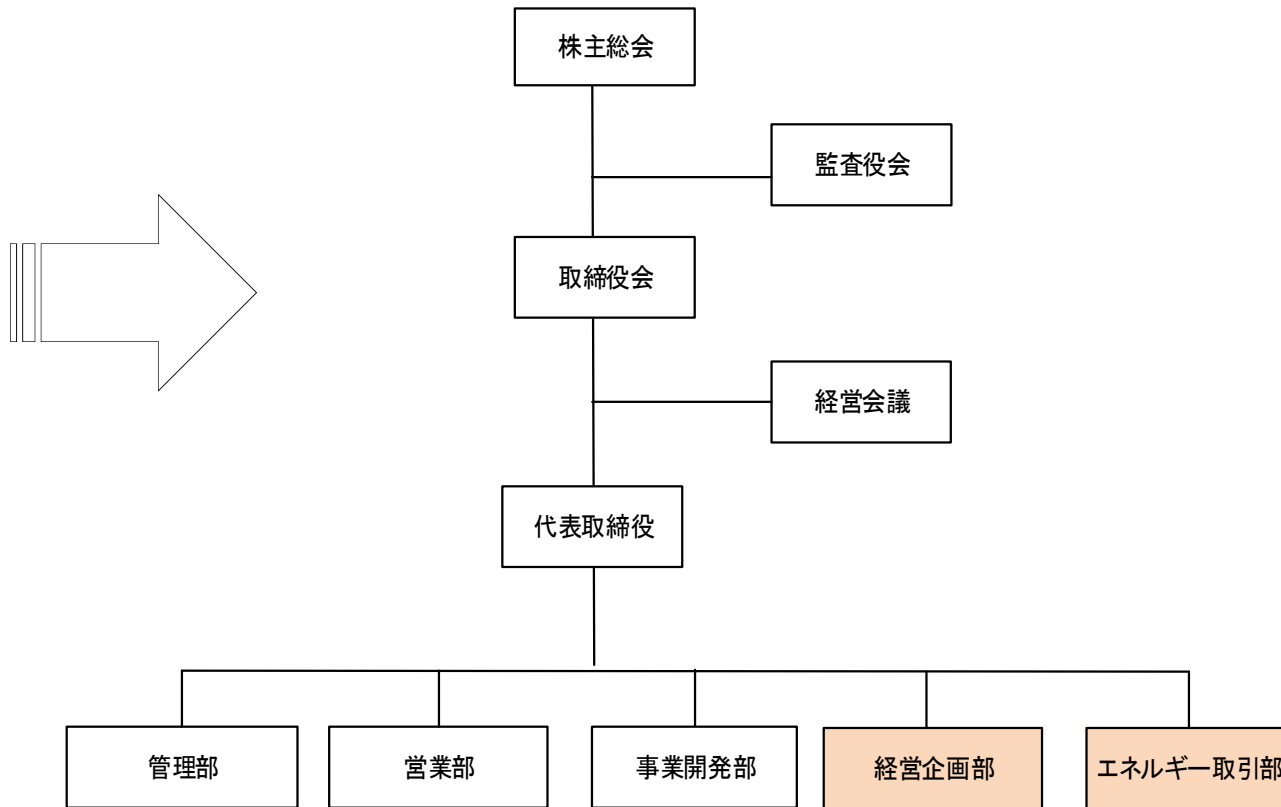 株主総会
監査役会
取締役会
経営会議
代表取締役
管理部
営業部
事業開発部
経営企画部
エネルギー取引部